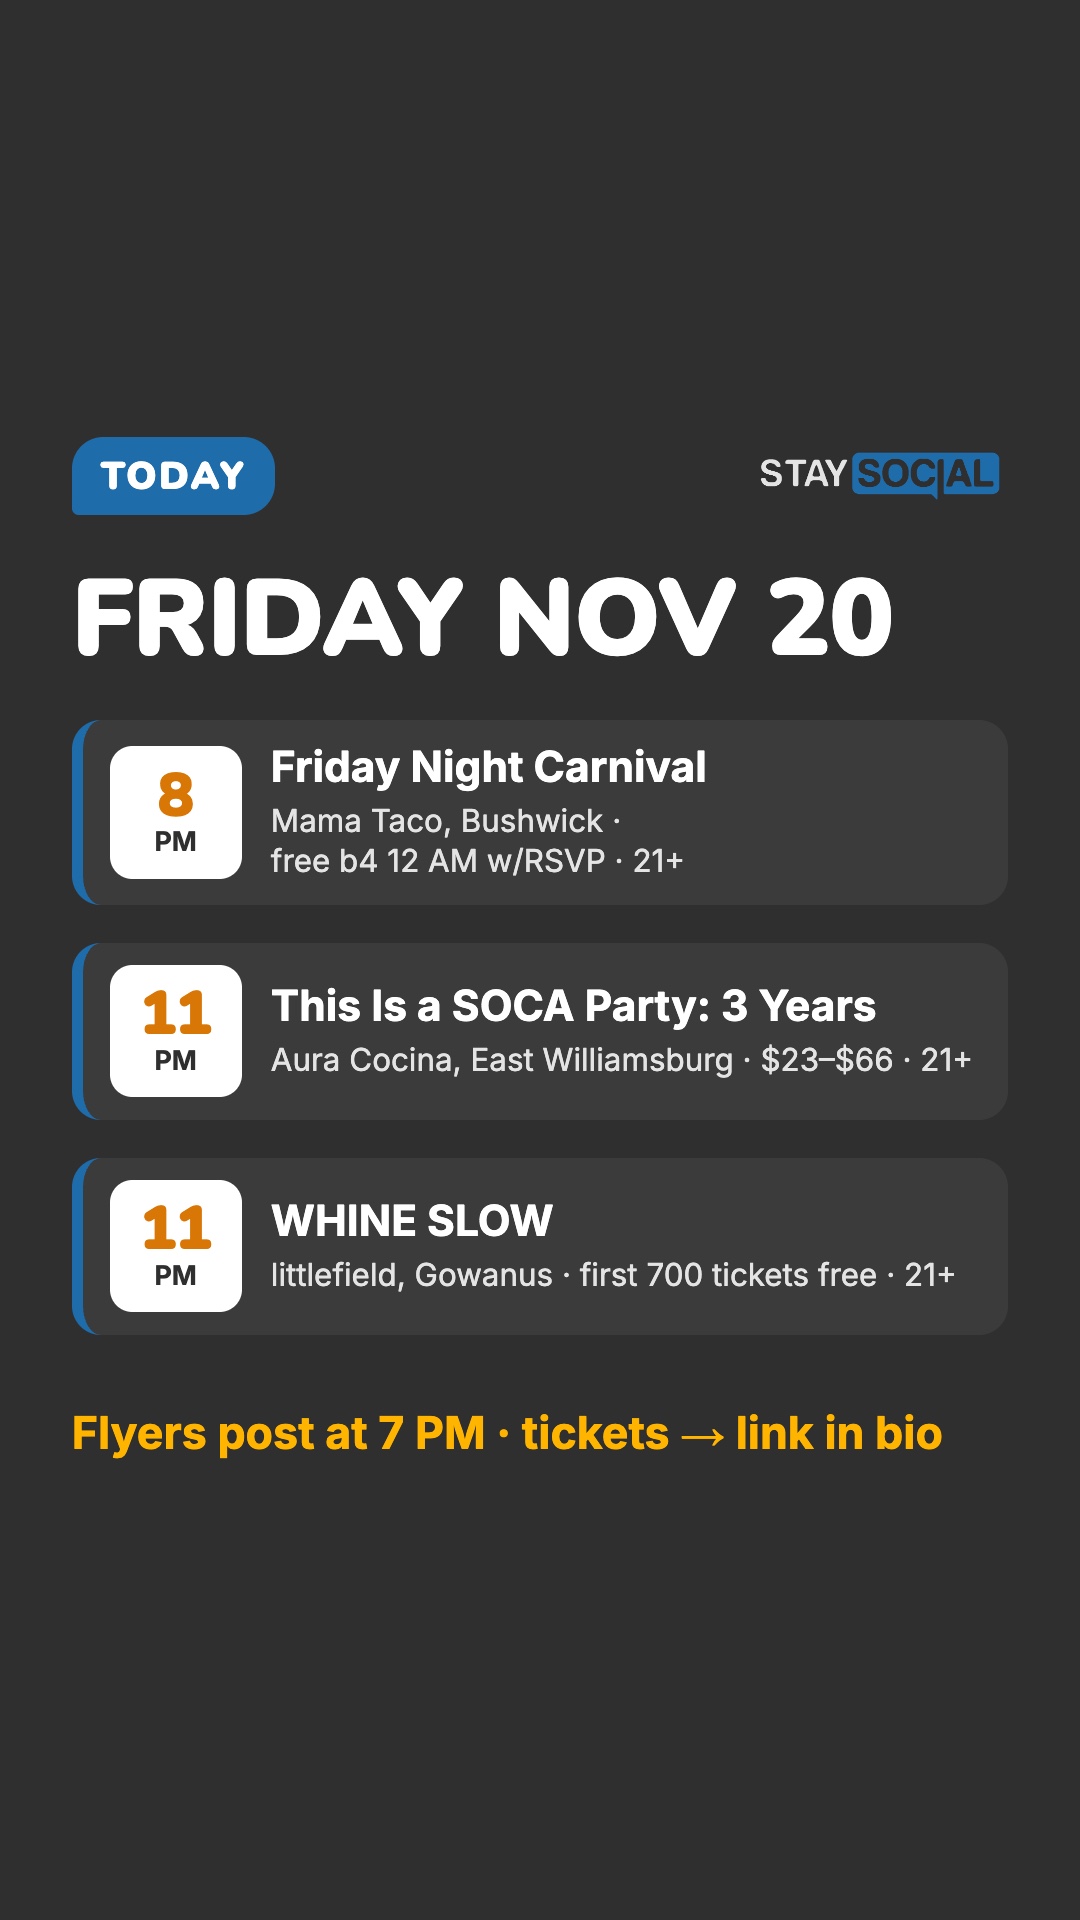 TODAY
STAY SOCIAL
FRIDAY NOV 20
8
PM
Friday Night Carnival
Mama Taco, Bushwick ·
free b4 12 AM w/RSVP · 21+
11
PM
This Is a SOCA Party: 3 Years
Aura Cocina, East Williamsburg · $23–$66 · 21+
11
PM
WHINE SLOW
littlefield, Gowanus · first 700 tickets free · 21+
Flyers post at 7 PM · tickets → link in bio